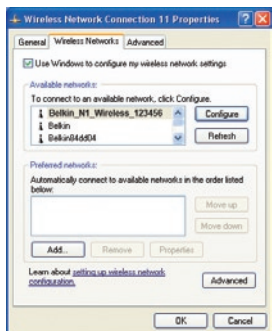 Wireless Network Connection 11 Properties
General Wireless Networks Advanced
Use Windows to configure my wireless network settings
Available networks:
To connect to an available network, click Configure.
Belkin_N1_Wireless_123456
Configure
Belkin
Belkin84dd04
Refresh
Preferred networks:
Automatically connect to available networks in the order listed
below:
Move up
Move down
Add... Remove Properties
Learn about setting up wireless network
configuration.
Advanced
OK Cancel